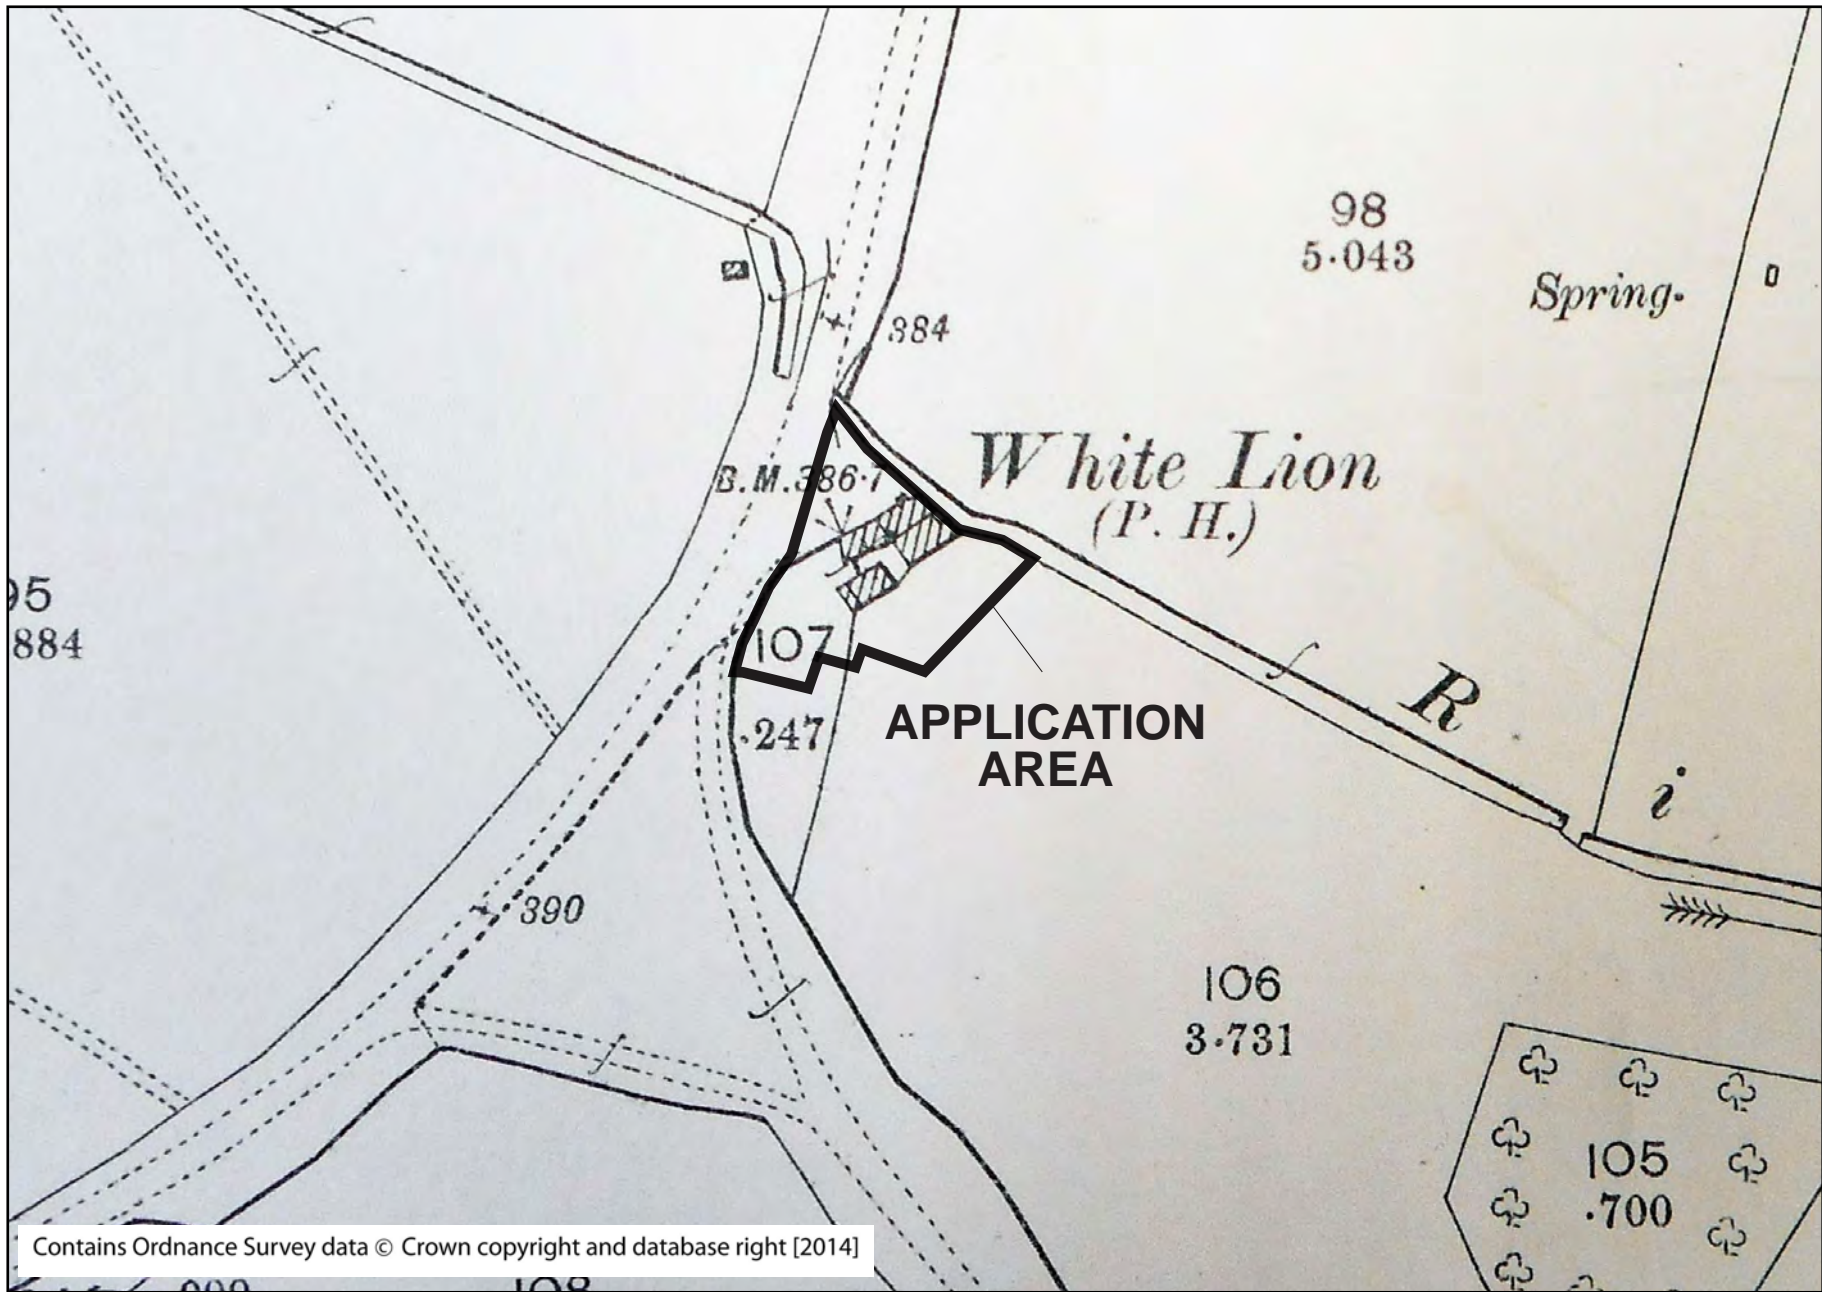 98
5·043
Spring·
384
White Lion
(P. H.)
B.M.386·7
95
884
107
·247
APPLICATION
AREA
R
i
390
106
3·731
105
·700
Contains Ordnance Survey data © Crown copyright and database right [2014]
108